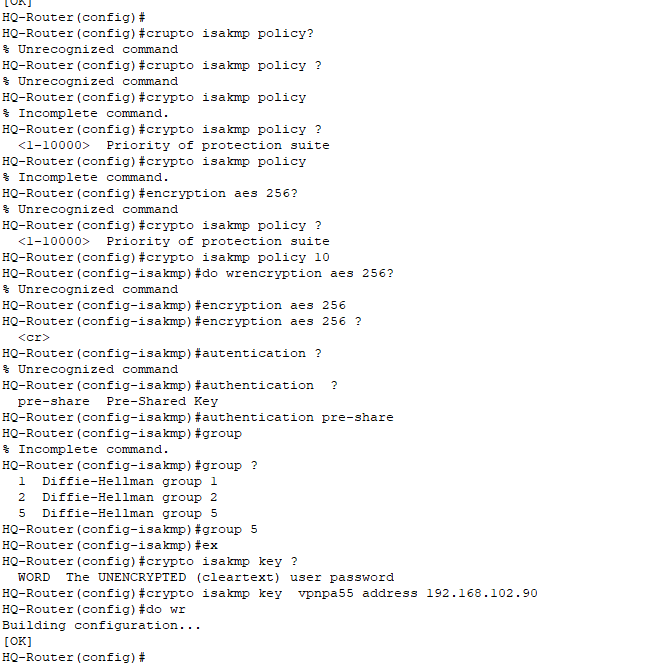 [OK]
HQ-Router(config)#
HQ-Router(config)#crupto isakmp policy?
% Unrecognized command
HQ-Router(config)#crupto isakmp policy ?
% Unrecognized command
HQ-Router(config)#crypto isakmp policy
% Incomplete command.
HQ-Router(config)#crypto isakmp policy ?
  <1-10000>  Priority of protection suite
HQ-Router(config)#crypto isakmp policy
% Incomplete command.
HQ-Router(config)#encryption aes 256?
% Unrecognized command
HQ-Router(config)#crypto isakmp policy ?
  <1-10000>  Priority of protection suite
HQ-Router(config)#crypto isakmp policy 10
HQ-Router(config-isakmp)#do wrencryption aes 256?
% Unrecognized command
HQ-Router(config-isakmp)#encryption aes 256
HQ-Router(config-isakmp)#encryption aes 256 ?
  <cr>
HQ-Router(config-isakmp)#autentication ?
% Unrecognized command
HQ-Router(config-isakmp)#authentication  ?
  pre-share  Pre-Shared Key
HQ-Router(config-isakmp)#authentication pre-share
HQ-Router(config-isakmp)#group
% Incomplete command.
HQ-Router(config-isakmp)#group ?
  1  Diffie-Hellman group 1
  2  Diffie-Hellman group 2
  5  Diffie-Hellman group 5
HQ-Router(config-isakmp)#group 5
HQ-Router(config-isakmp)#ex
HQ-Router(config)#crypto isakmp key ?
  WORD  The UNENCRYPTED (cleartext) user password
HQ-Router(config)#crypto isakmp key  vpnpa55 address 192.168.102.90
HQ-Router(config)#do wr
Building configuration...
[OK]
HQ-Router(config)#